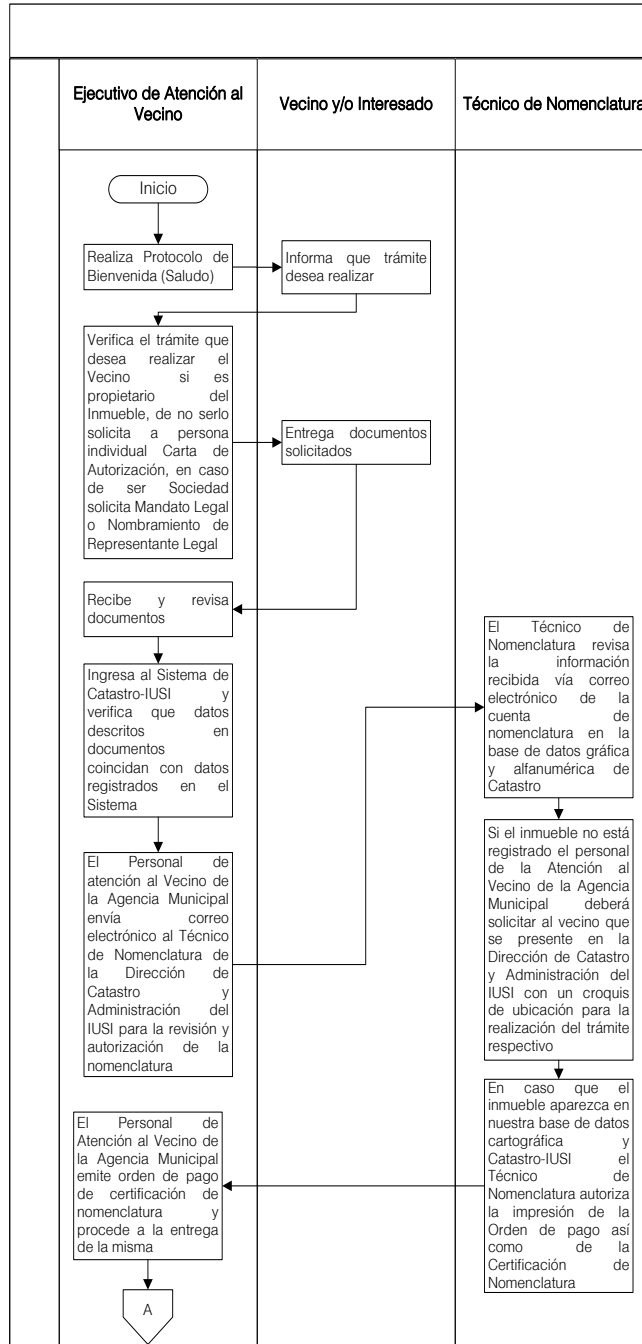 Ejecutivo de Atención al
Vecino
Vecino y/o Interesado
Técnico de Nomenclatura
Inicio
Realiza Protocolo de
Bienvenida (Saludo)
Informa que trámite
desea realizar
Verifica el trámite que
desea realizar el
Vecino si es
propietario del
Inmueble, de no serlo
solicita a persona
individual Carta de
Autorización, en caso
de ser Sociedad
solicita Mandato Legal
o Nombramiento de
Representante Legal
Entrega documentos
solicitados
Recibe y revisa
documentos
Ingresa al Sistema de
Catastro-IUSI y
verifica que datos
descritos en
documentos
coincidan con datos
registrados en el
Sistema
El Personal de
atención al Vecino de
la Agencia Municipal
envía correo
electrónico al Técnico
de Nomenclatura de
la Dirección de
Catastro y
Administración del
IUSI para la revisión y
autorización de la
nomenclatura
El Técnico de
Nomenclatura revisa
la información
recibida vía correo
electrónico de la
cuenta de
nomenclatura en la
base de datos gráfica
y alfanumérica de
Catastro
Si el inmueble no está
registrado el personal
de la Atención al
Vecino de la Agencia
Municipal deberá
solicitar al vecino que
se presente en la
Dirección de Catastro
y Administración del
IUSI con un croquis
de ubicación para la
realización del trámite
respectivo
En caso que el
inmueble aparezca en
nuestra base de datos
cartográfica y
Catastro-IUSI el
Técnico de
Nomenclatura autoriza
la impresión de la
Orden de pago así
como de la
Certificación de
Nomenclatura
El Personal de
Atención al Vecino de
la Agencia Municipal
emite orden de pago
de certificación de
nomenclatura y
procede a la entrega
de la misma
A